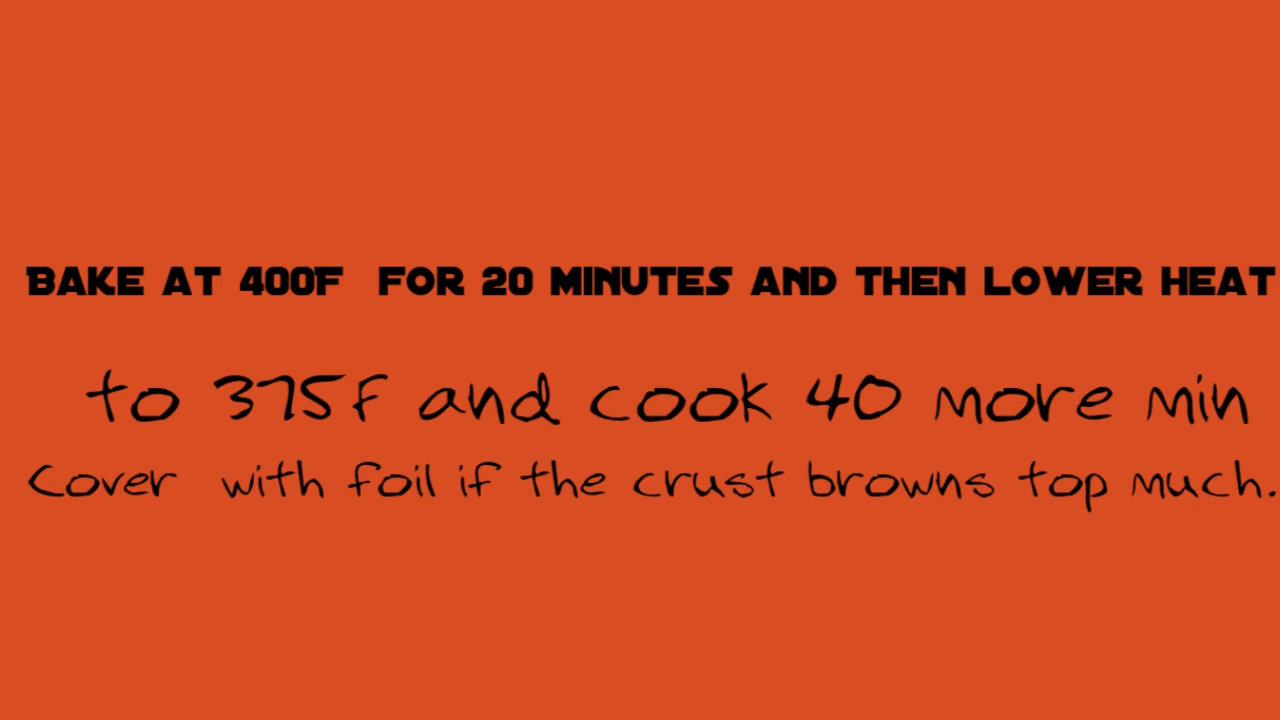 BAKE AT 400F FOR 20 MINUTES AND THEN LOWER HEAT
to 375F and cook 40 more min
Cover with foil if the crust browns top much.